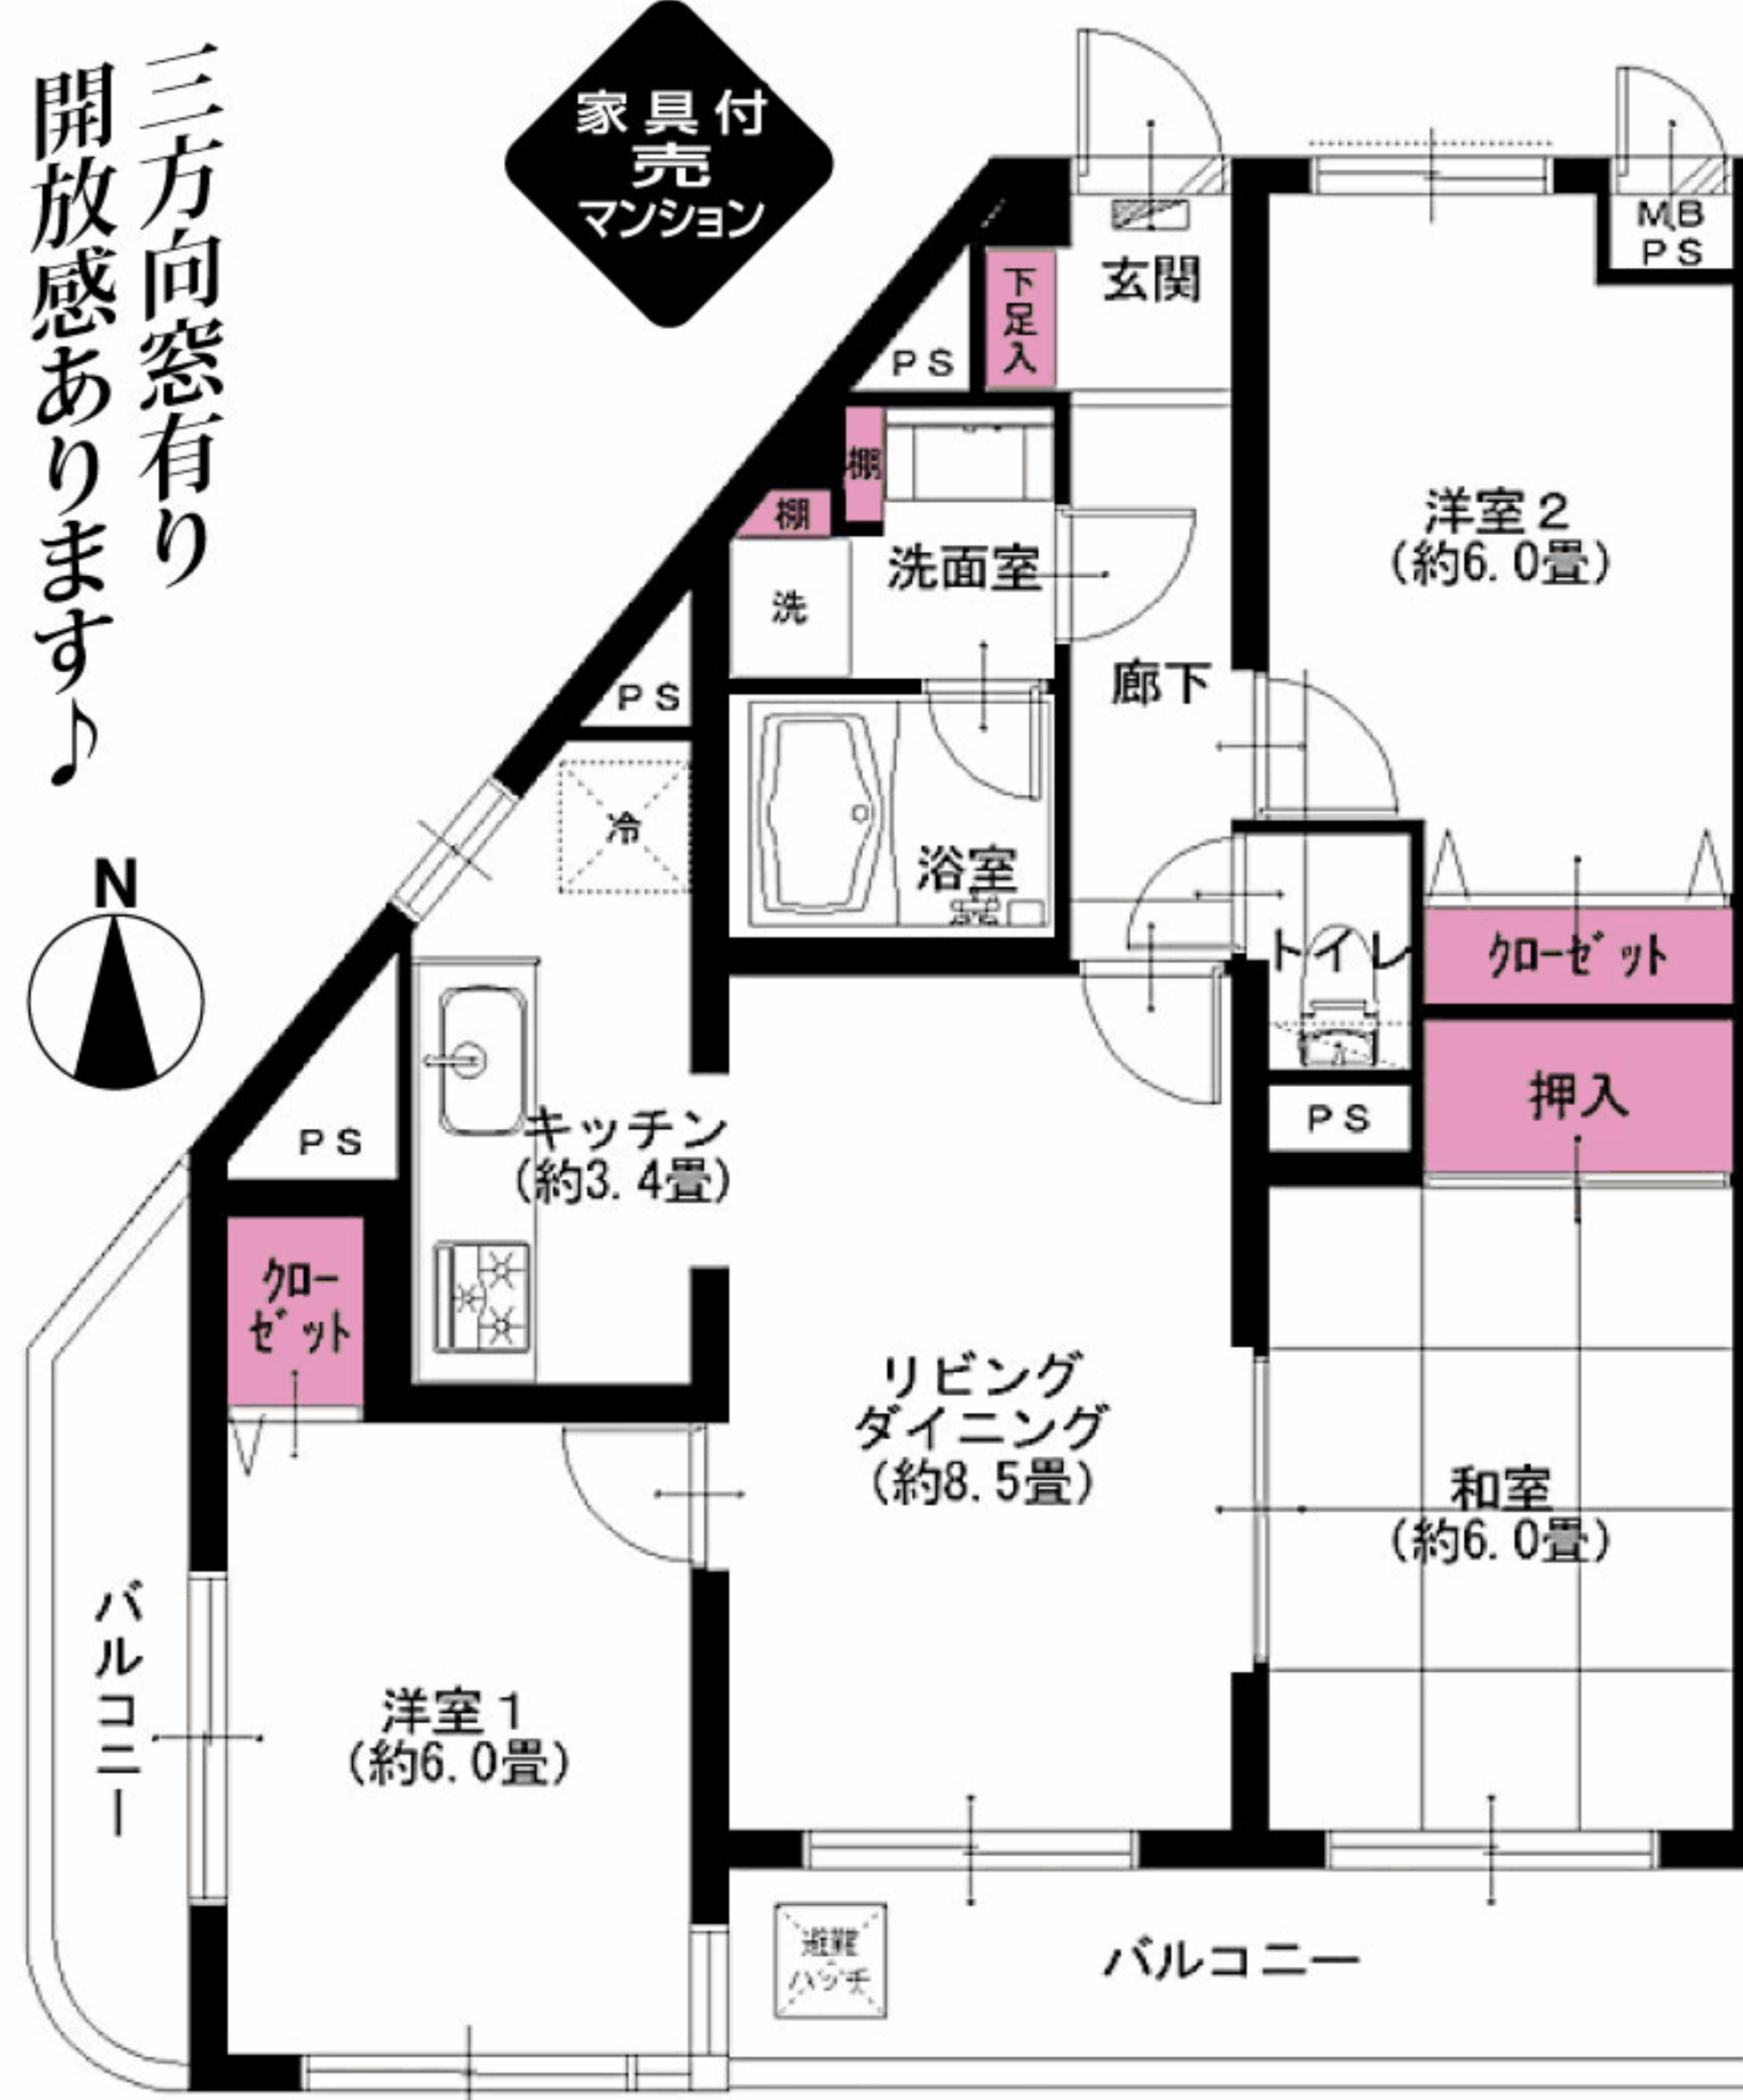 三方向窓有り
開放感あります♪
家具付
売
マンション
N
MB
PS
玄関
下足入
PS
棚
棚
洗面室
洗
洋室2
(約6.0畳)
廊下
PS
冷
浴室
トイレ
クローゼット
押入
PS
キッチン
(約3.4畳)
PS
クロー
ゼット
リビング
ダイニング
(約8.5畳)
和室
(約6.0畳)
バルコニー
洋室1
(約6.0畳)
避難
ハッチ
バルコニー